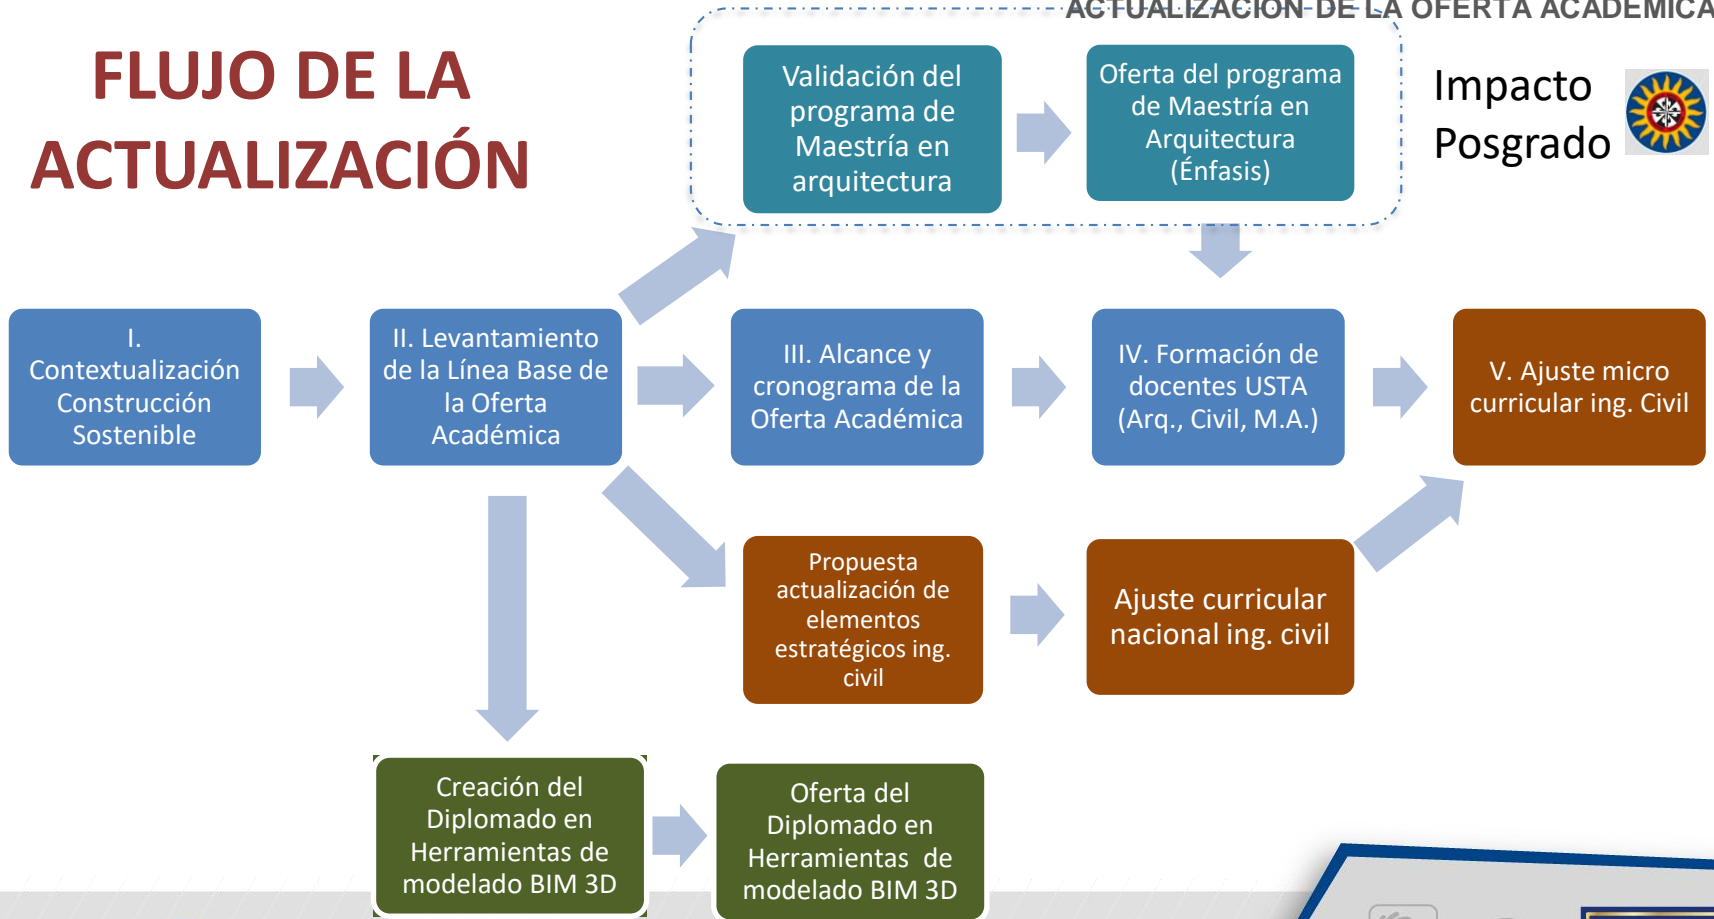 ACTUALIZACIÓN DE LA OFERTA ACADÉMICA
FLUJO DE LA
ACTUALIZACIÓN
Validación del
programa de
Maestría en
arquitectura
Oferta del programa
de Maestría en
Arquitectura
(Énfasis)
Impacto
Posgrado
I.
Contextualización
Construcción
Sostenible
II. Levantamiento
de la Línea Base de
la Oferta
Académica
III. Alcance y
cronograma de la
Oferta Académica
IV. Formación de
docentes USTA
(Arq., Civil, M.A.)
V. Ajuste micro
curricular ing. Civil
Propuesta
actualización de
elementos
estratégicos ing.
civil
Ajuste curricular
nacional ing. civil
Creación del
Diplomado en
Herramientas de
modelado BIM 3D
Oferta del
Diplomado en
Herramientas de
modelado BIM 3D